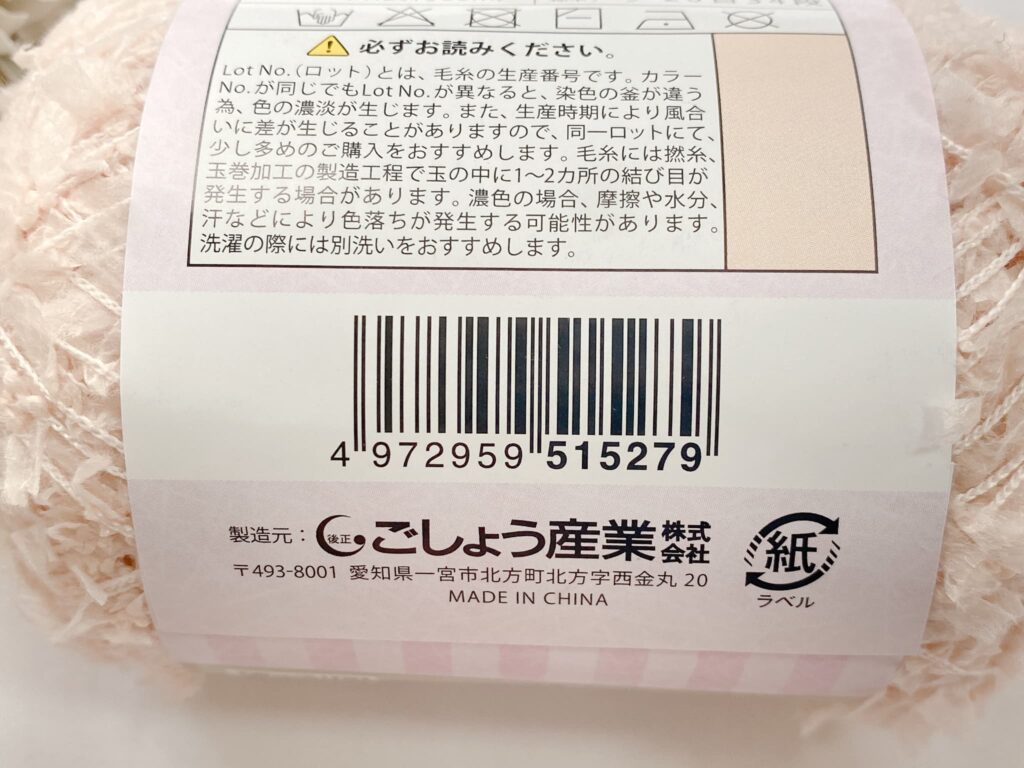 必ずお読みください。
Lot No.（ロット）とは、毛糸の生産番号です。カラー
No.が同じでもLot No.が異なると、染色の釜が違う
為、色の濃淡が生じます。また、生産時期により風合
いに差が生じることがありますので、同一ロットにて、
少し多めのご購入をおすすめします。毛糸には撚糸、
玉巻加工の製造工程で玉の中に1〜2カ所の結び目が
発生する場合があります。濃色の場合、摩擦や水分、
汗などにより色落ちが発生する可能性があります。
洗濯の際には別洗いをおすすめします。
4 972959 515279
製造元：後正 ごしょう産業株式会社
〒493-8001 愛知県一宮市北方町北方字西金丸 20
MADE IN CHINA
紙
ラベル